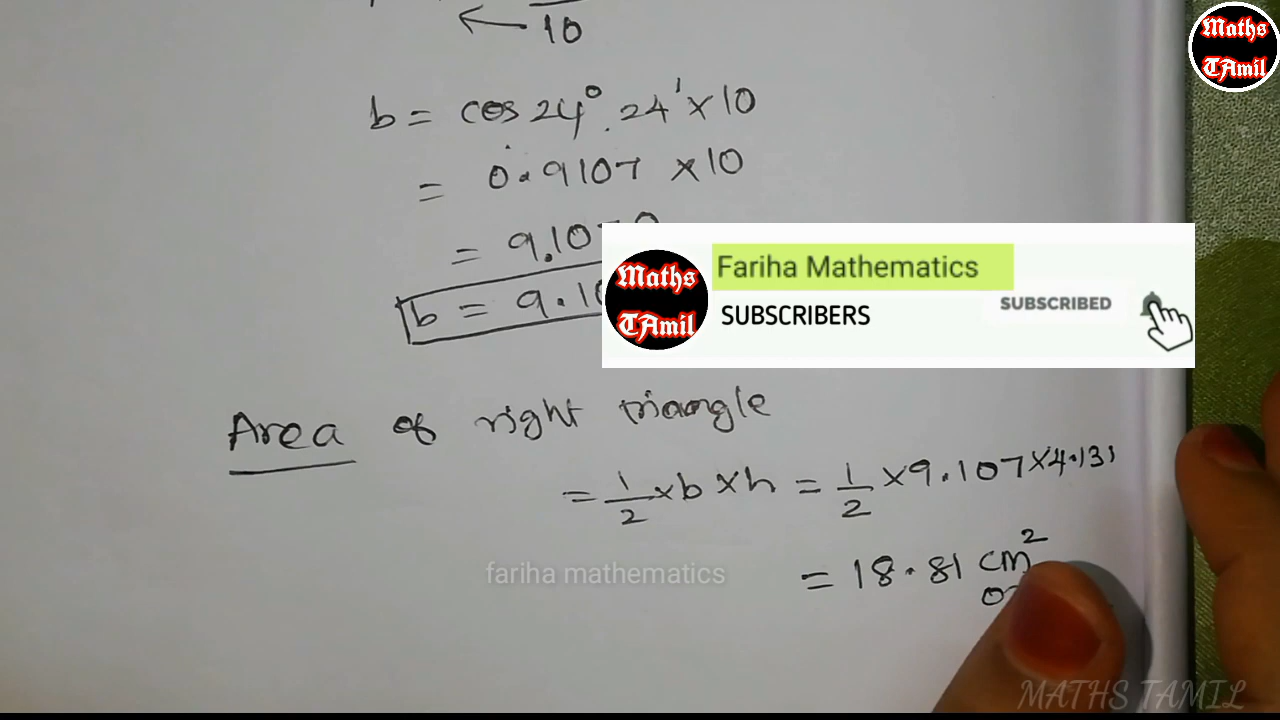 Maths
TAmil
10
b = cos 24° . 24' × 10
= 0.9107 × 10
= 9.10
b = 9.10
Fariha Mathematics
Maths
TAmil
SUBSCRIBERS
SUBSCRIBED
Area of right triangle
= 1/2 × b × h = 1/2 × 9.107 × 4.131
= 18.81 cm²
fariha mathematics
MATHS TAMIL